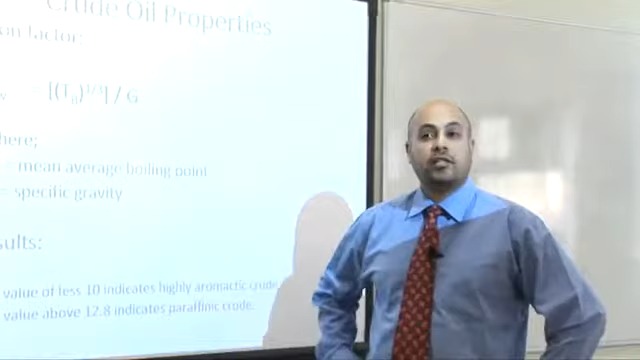 Crude Oil Properties
on factor:
w = [(T_B)^1/3] / G
here;
= mean average boiling point
= specific gravity
sults:
value of less 10 indicates highly aromactic crude.
value above 12.8 indicates paraffinic crude.